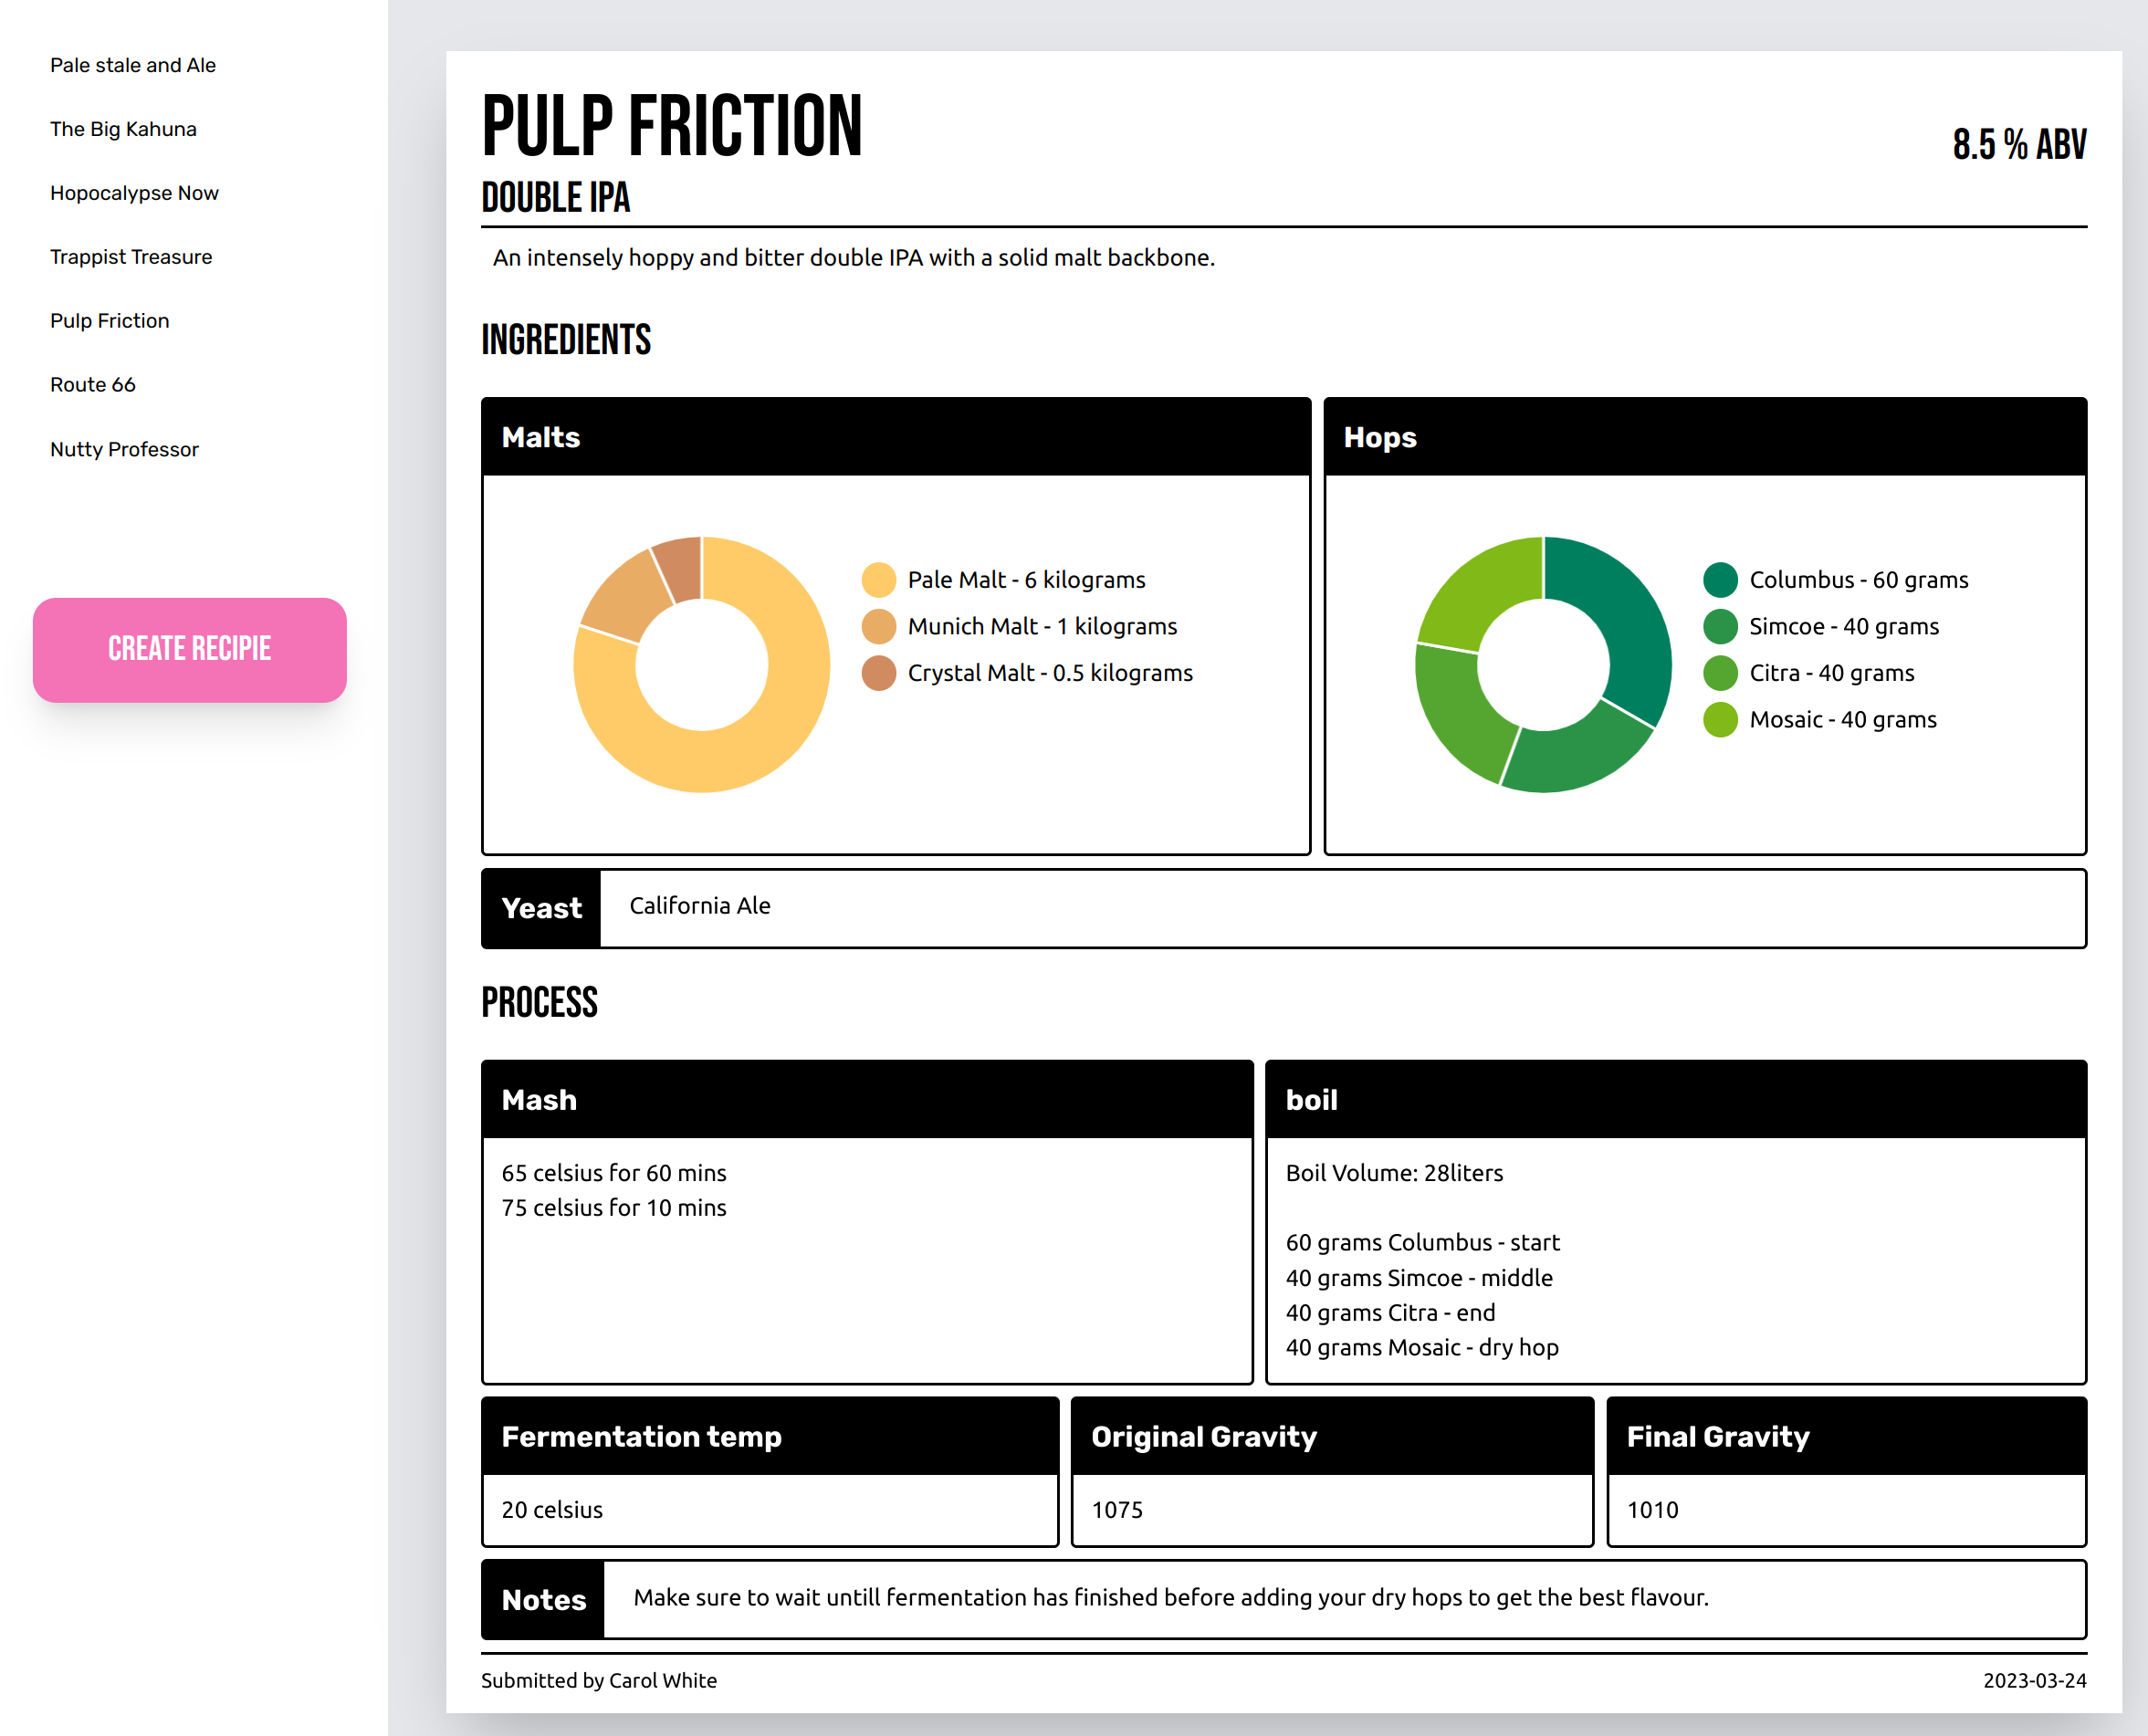 Pale stale and Ale
The Big Kahuna
Hopocalypse Now
Trappist Treasure
Pulp Friction
Route 66
Nutty Professor
CREATE RECIPIE
PULP FRICTION
8.5 % ABV
DOUBLE IPA
An intensely hoppy and bitter double IPA with a solid malt backbone.
INGREDIENTS
Malts
Pale Malt - 6 kilograms
Munich Malt - 1 kilograms
Crystal Malt - 0.5 kilograms
Hops
Columbus - 60 grams
Simcoe - 40 grams
Citra - 40 grams
Mosaic - 40 grams
Yeast
California Ale
PROCESS
Mash
65 celsius for 60 mins
75 celsius for 10 mins
boil
Boil Volume: 28liters
60 grams Columbus - start
40 grams Simcoe - middle
40 grams Citra - end
40 grams Mosaic - dry hop
Fermentation temp
20 celsius
Original Gravity
1075
Final Gravity
1010
Notes
Make sure to wait untill fermentation has finished before adding your dry hops to get the best flavour.
Submitted by Carol White
2023-03-24